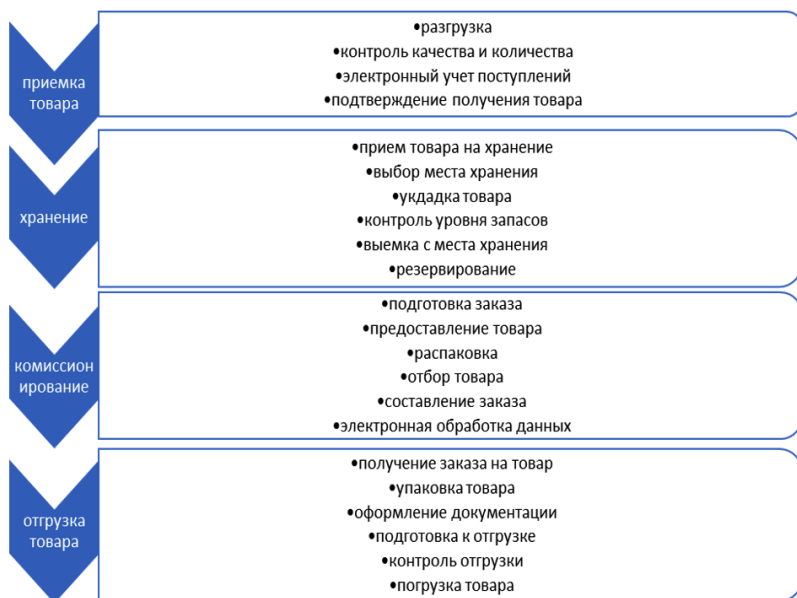 приемка
товара
•разгрузка
•контроль качества и количества
•электронный учет поступлений
•подтверждение получения товара
хранение
•прием товара на хранение
•выбор места хранения
•укдадка товара
•контроль уровня запасов
•выемка с места хранения
•резервирование
комиссион
ирование
•подготовка заказа
•предоставление товара
•распаковка
•отбор товара
•составление заказа
•электронная обработка данных
отгрузка
товара
•получение заказа на товар
•упаковка товара
•оформление документации
•подготовка к отгрузке
•контроль отгрузки
•погрузка товара